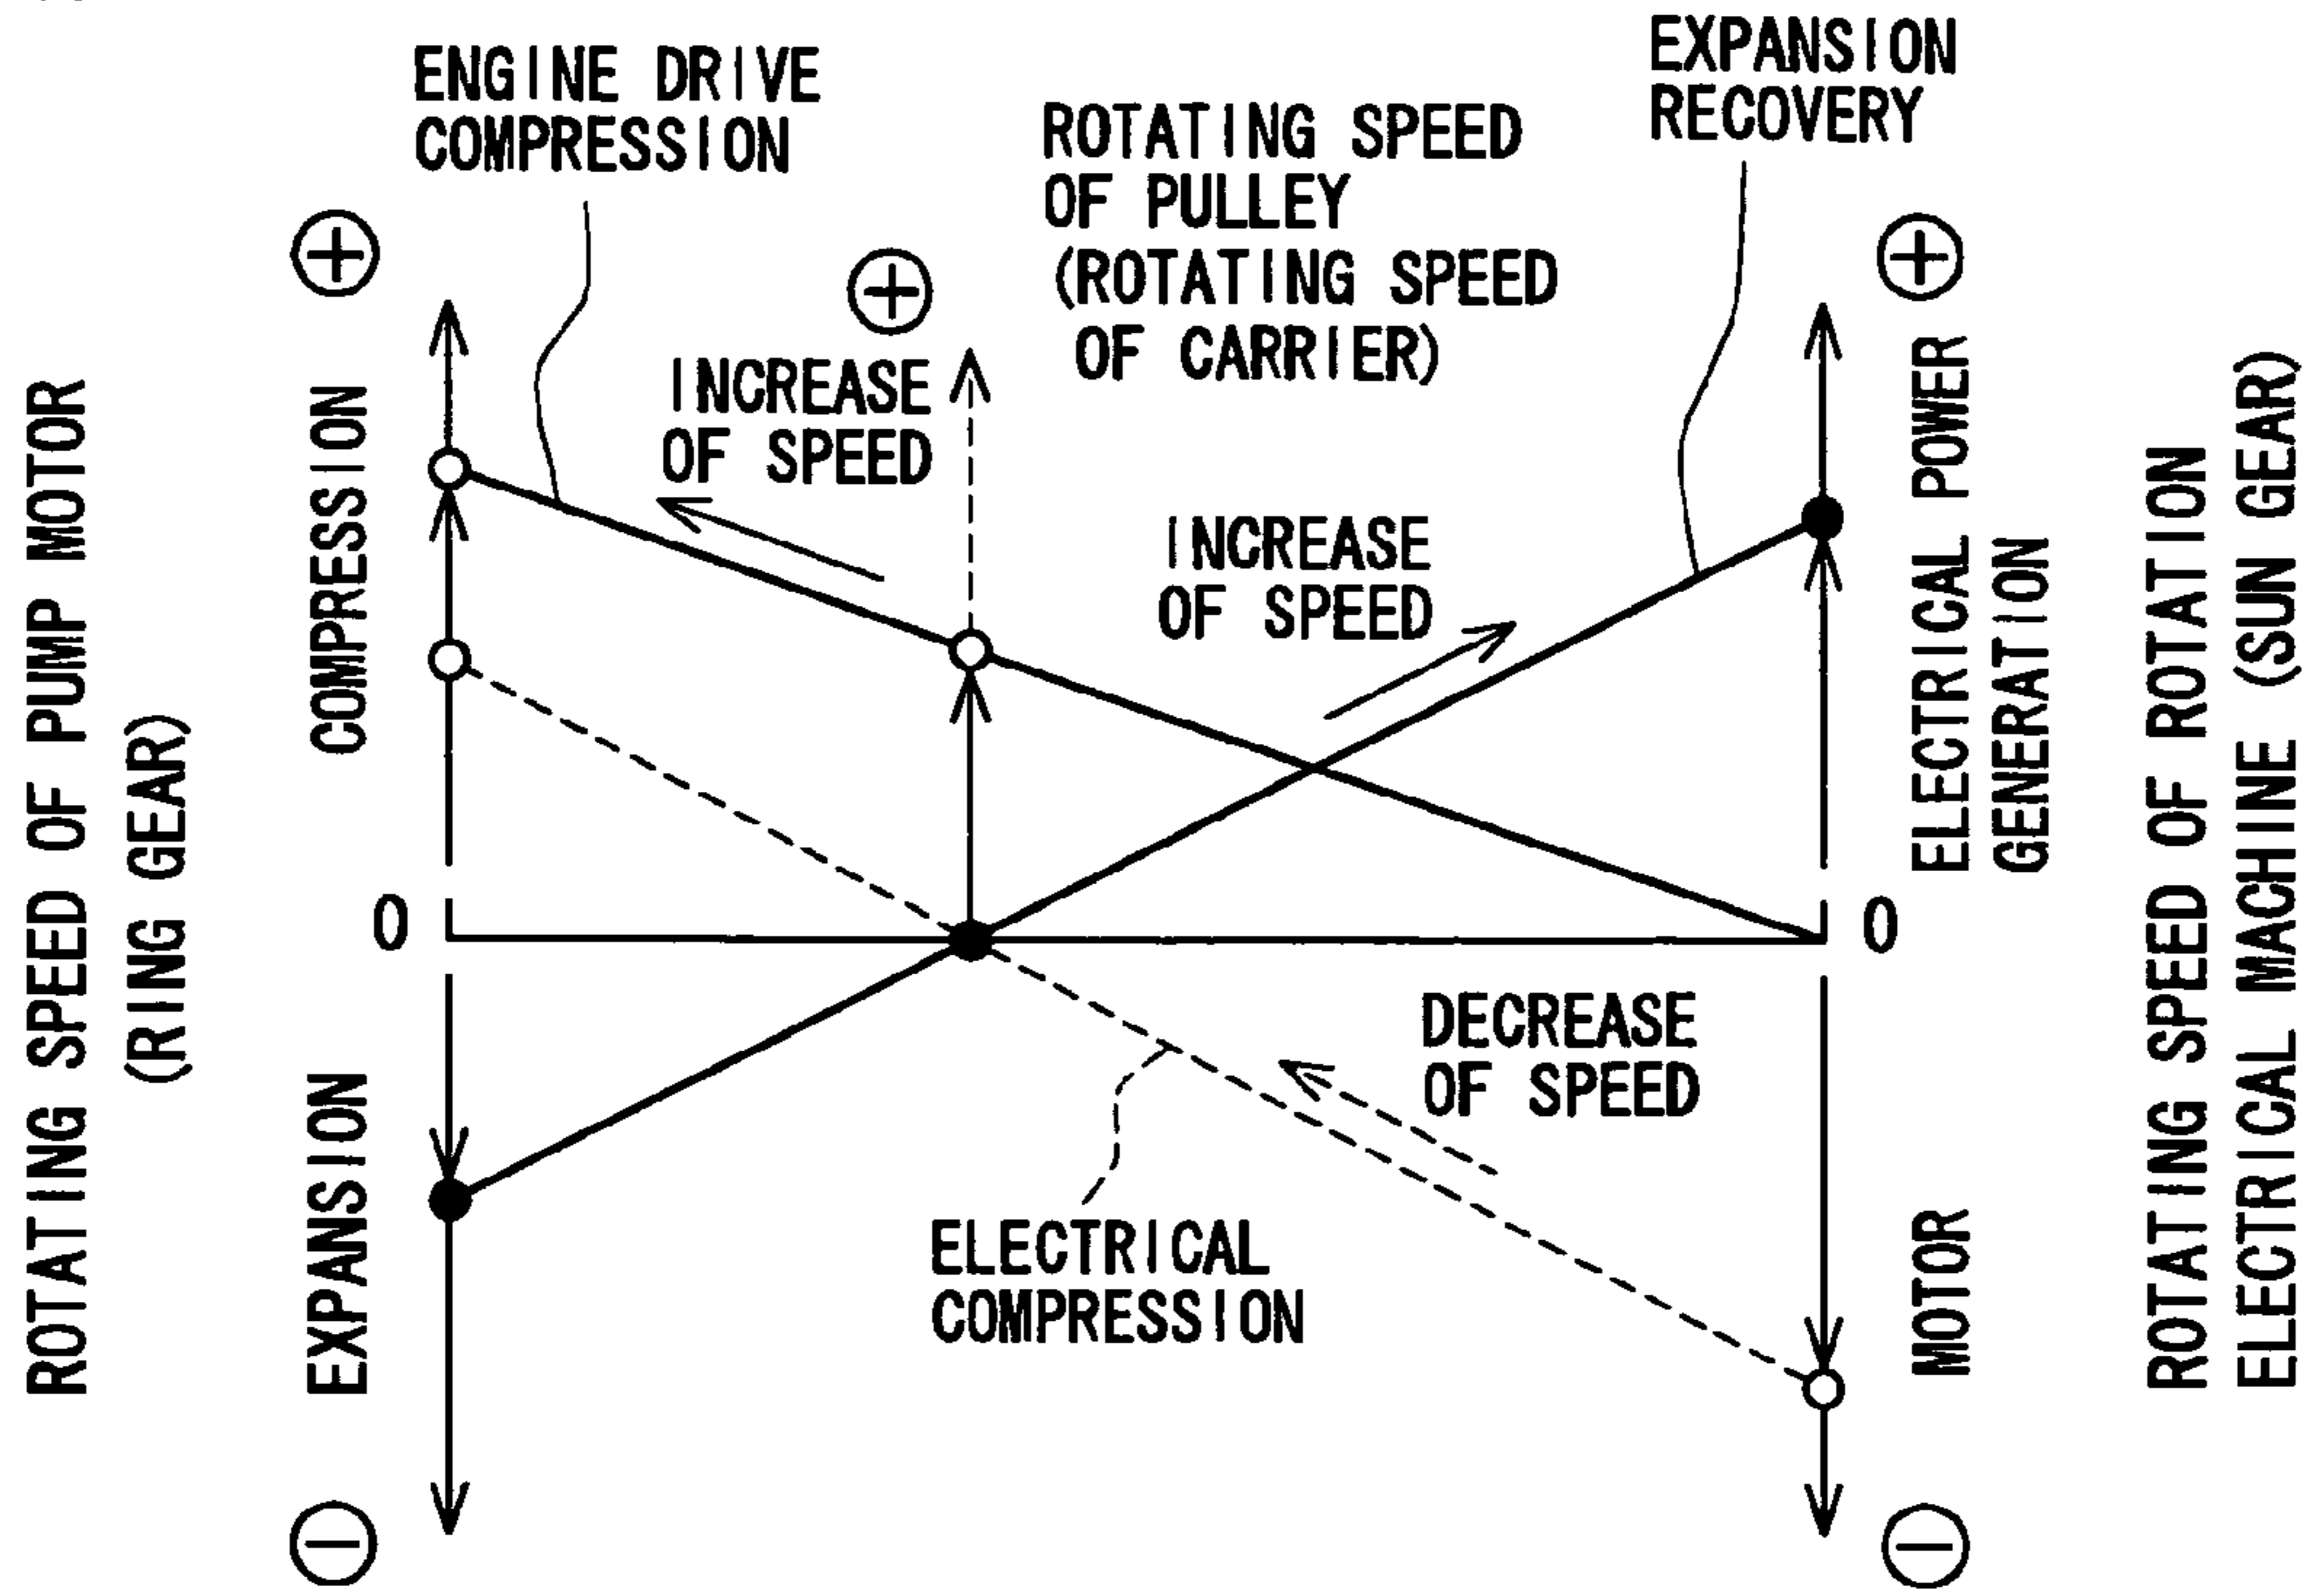 ENGINE DRIVE
COMPRESSION
EXPANSION
RECOVERY
ROTATING SPEED
OF PULLEY
(ROTATING SPEED
OF CARRIER)
INCREASE
OF SPEED
INCREASE
OF SPEED
ROTATING SPEED OF PUMP MOTOR
(RING GEAR)
COMPRESSION
EXPANSION
0
0
ELECTRICAL POWER
GENERATION
MOTOR
ROTATING SPEED OF ROTATION
ELECTRICAL MACHINE (SUN GEAR)
DECREASE
OF SPEED
ELECTRICAL
COMPRESSION
+
+
+
−
−